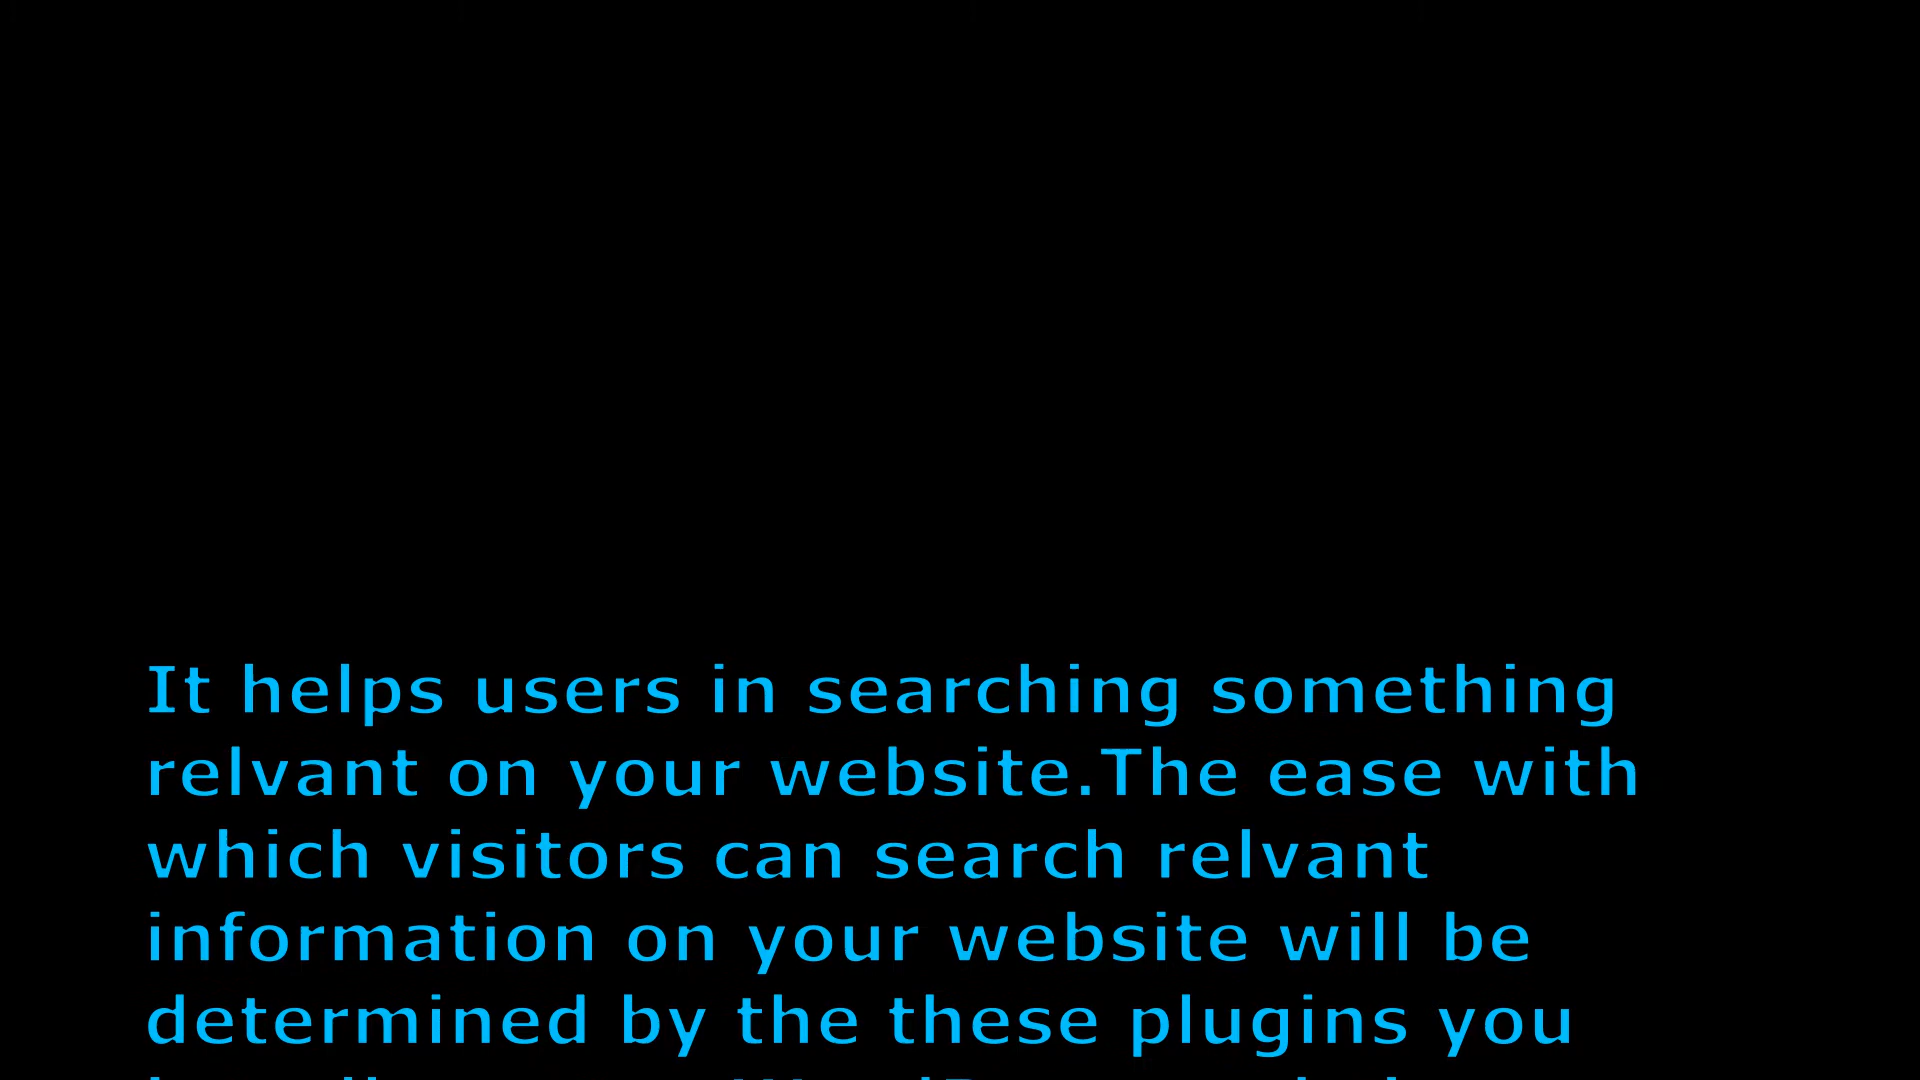 It helps users in searching something
relvant on your website.The ease with
which visitors can search relvant
information on your website will be
determined by the these plugins you